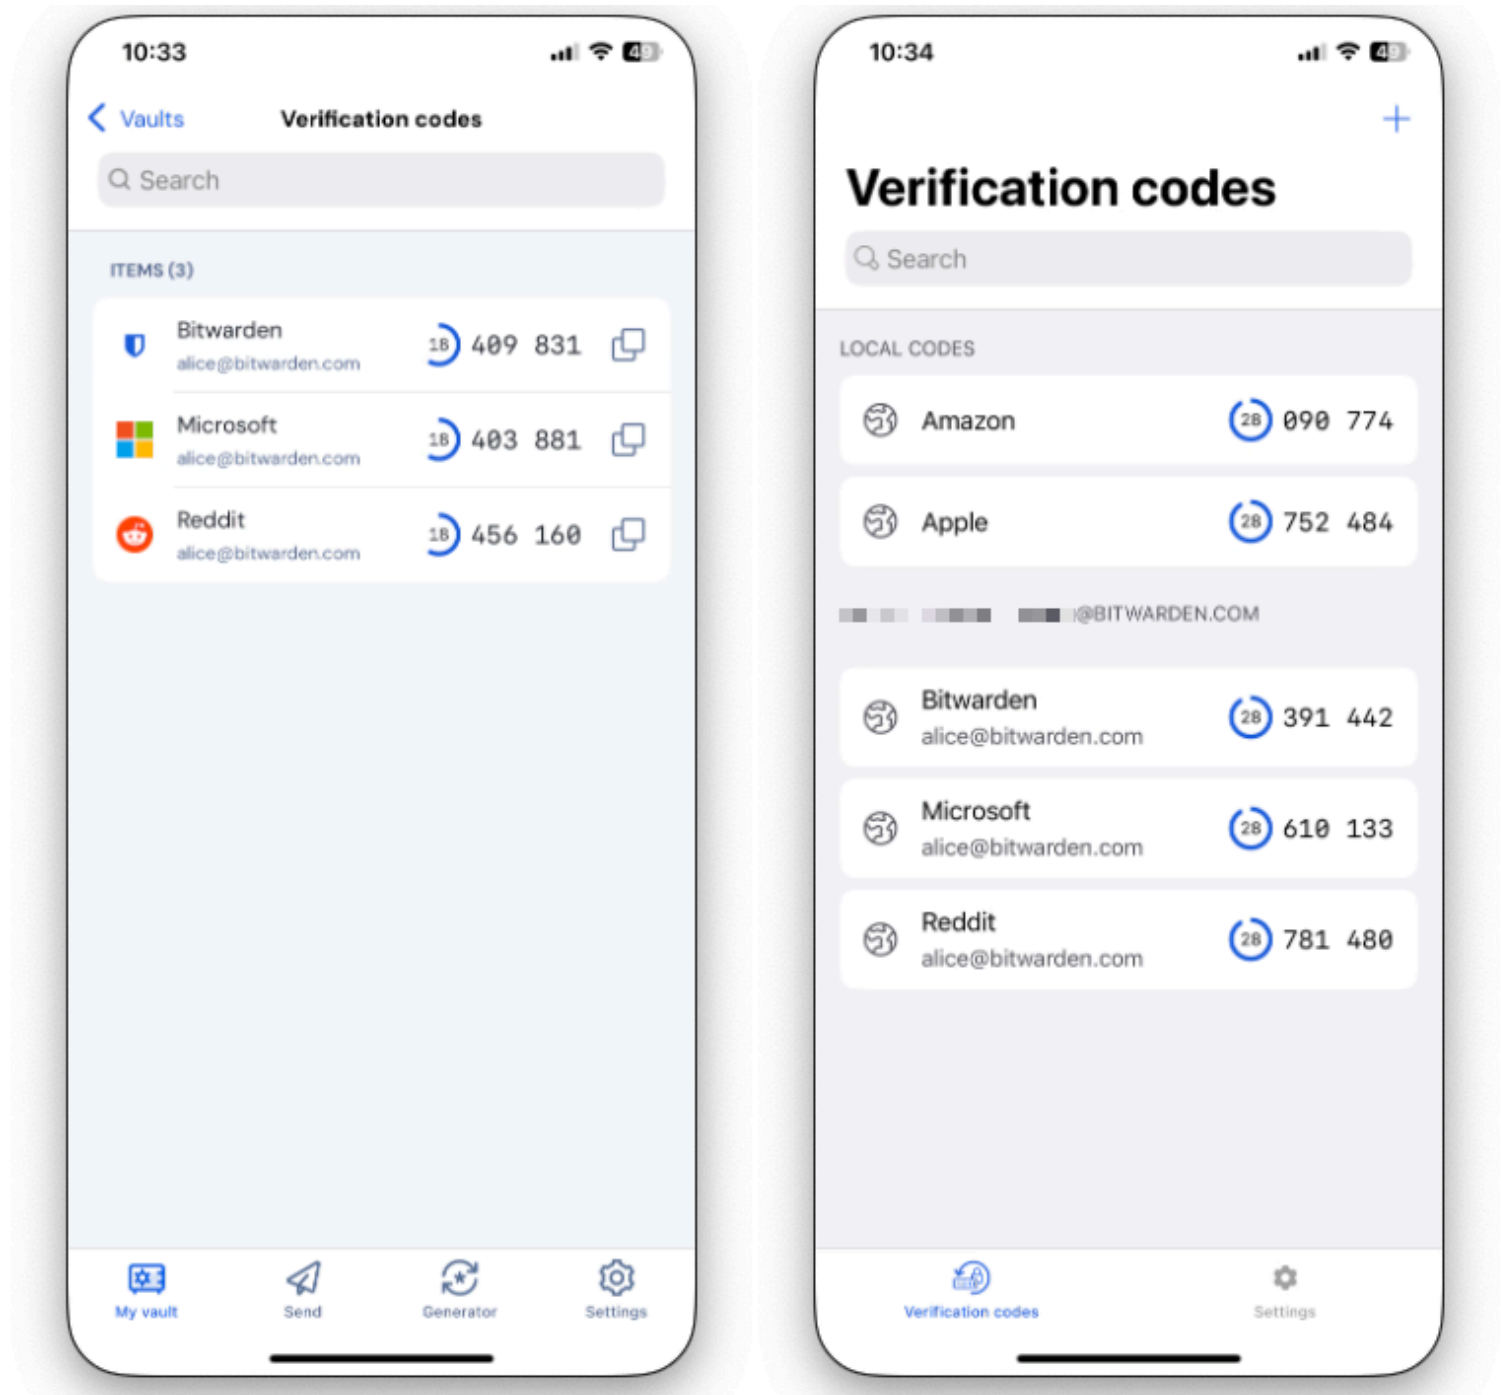 10:33
49
Vaults
Verification codes
Search
ITEMS (3)
Bitwarden
alice@bitwarden.com
18
409 831
Microsoft
alice@bitwarden.com
18
403 881
Reddit
alice@bitwarden.com
18
456 160
My vault
Send
Generator
Settings
10:34
49
Verification codes
Search
LOCAL CODES
Amazon
28
090 774
Apple
28
752 484
@BITWARDEN.COM
Bitwarden
alice@bitwarden.com
28
391 442
Microsoft
alice@bitwarden.com
28
610 133
Reddit
alice@bitwarden.com
28
781 480
Verification codes
Settings